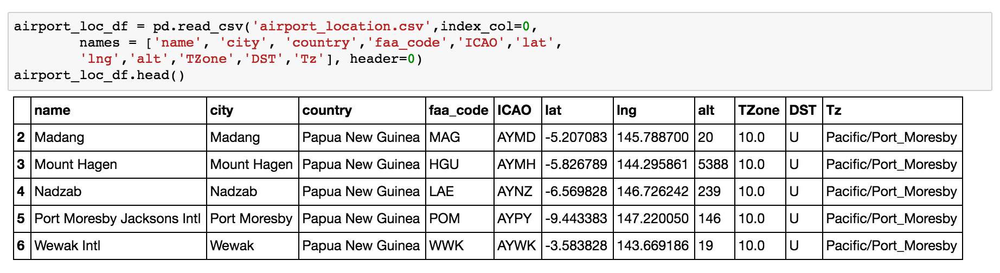 airport_loc_df = pd.read_csv('airport_location.csv',index_col=0,
names = ['name', 'city', 'country','faa_code','ICAO','lat',
'lng','alt','TZone','DST','Tz'], header=0)
airport_loc_df.head()
name city country faa_code ICAO lat lng alt TZone DST Tz
2 Madang Madang Papua New Guinea MAG AYMD -5.207083 145.788700 20 10.0 U Pacific/Port_Moresby
3 Mount Hagen Mount Hagen Papua New Guinea HGU AYMH -5.826789 144.295861 5388 10.0 U Pacific/Port_Moresby
4 Nadzab Nadzab Papua New Guinea LAE AYNZ -6.569828 146.726242 239 10.0 U Pacific/Port_Moresby
5 Port Moresby Jacksons Intl Port Moresby Papua New Guinea POM AYPY -9.443383 147.220050 146 10.0 U Pacific/Port_Moresby
6 Wewak Intl Wewak Papua New Guinea WWK AYWK -3.583828 143.669186 19 10.0 U Pacific/Port_Moresby